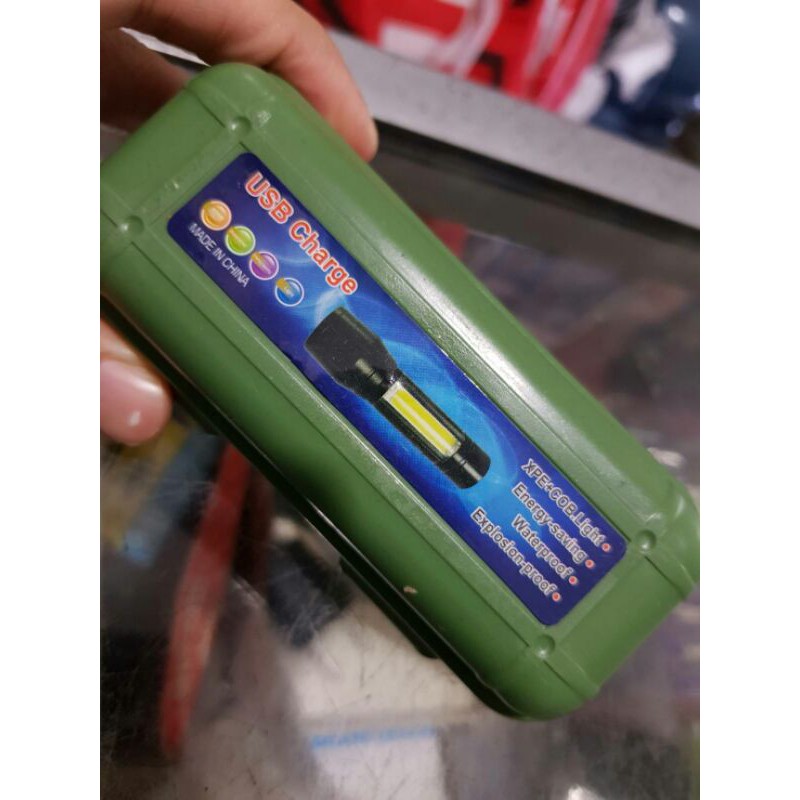 USB Charge
MADE IN CHINA
XPE+COB Light
Energy-saving
Waterproof
Explosion-proof